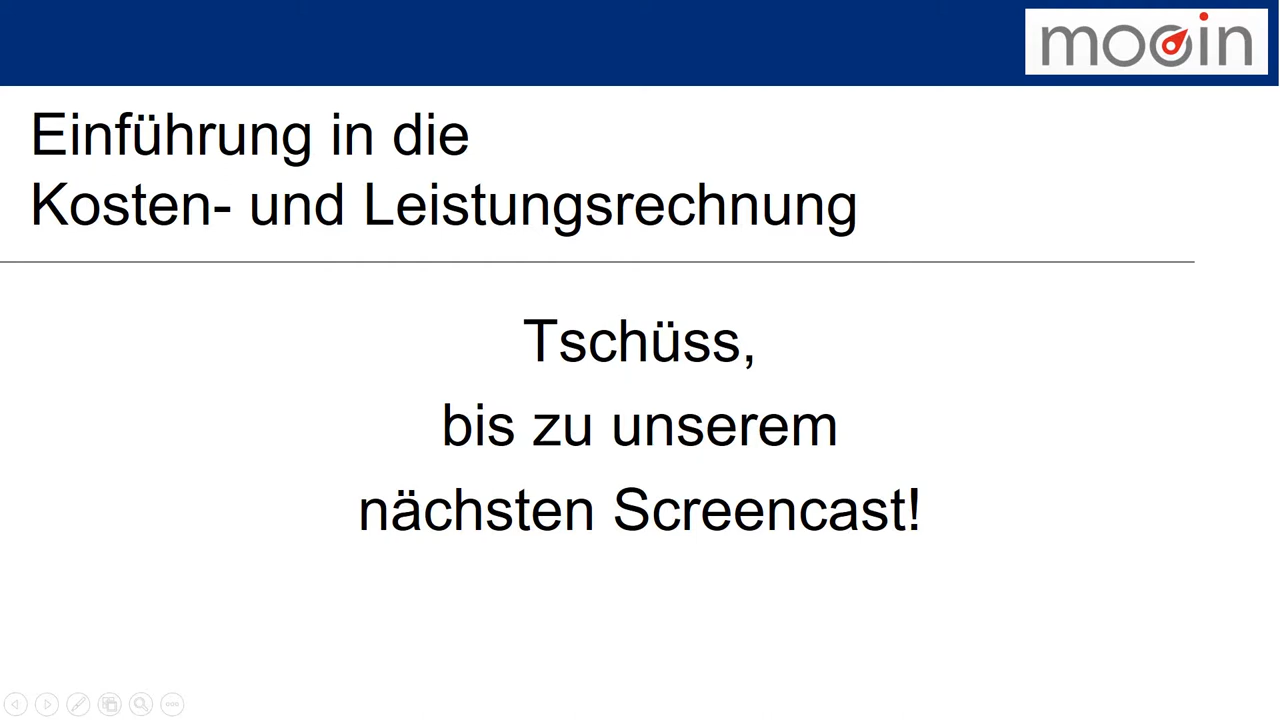 mooin
Einführung in die
Kosten- und Leistungsrechnung
Tschüss,
bis zu unserem
nächsten Screencast!